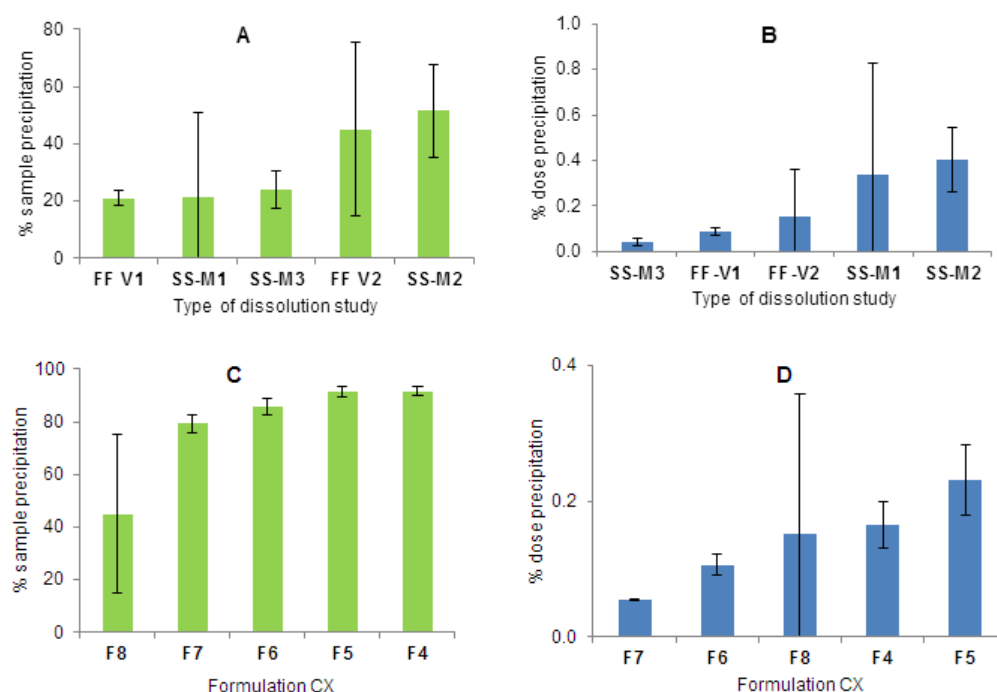 A
% sample precipitation
80
60
40
20
0
FF V1 SS-M1 SS-M3 FF V2 SS-M2
Type of dissolution study
B
% dose precipitation
1.0
0.8
0.6
0.4
0.2
0.0
SS-M3 FF -V1 FF -V2 SS-M1 SS-M2
Type of dissolution study
C
% sample precipitation
100
80
60
40
20
0
F8 F7 F6 F5 F4
Formulation CX
D
% dose precipitation
0.4
0.2
0.0
F7 F6 F8 F4 F5
Formulation CX